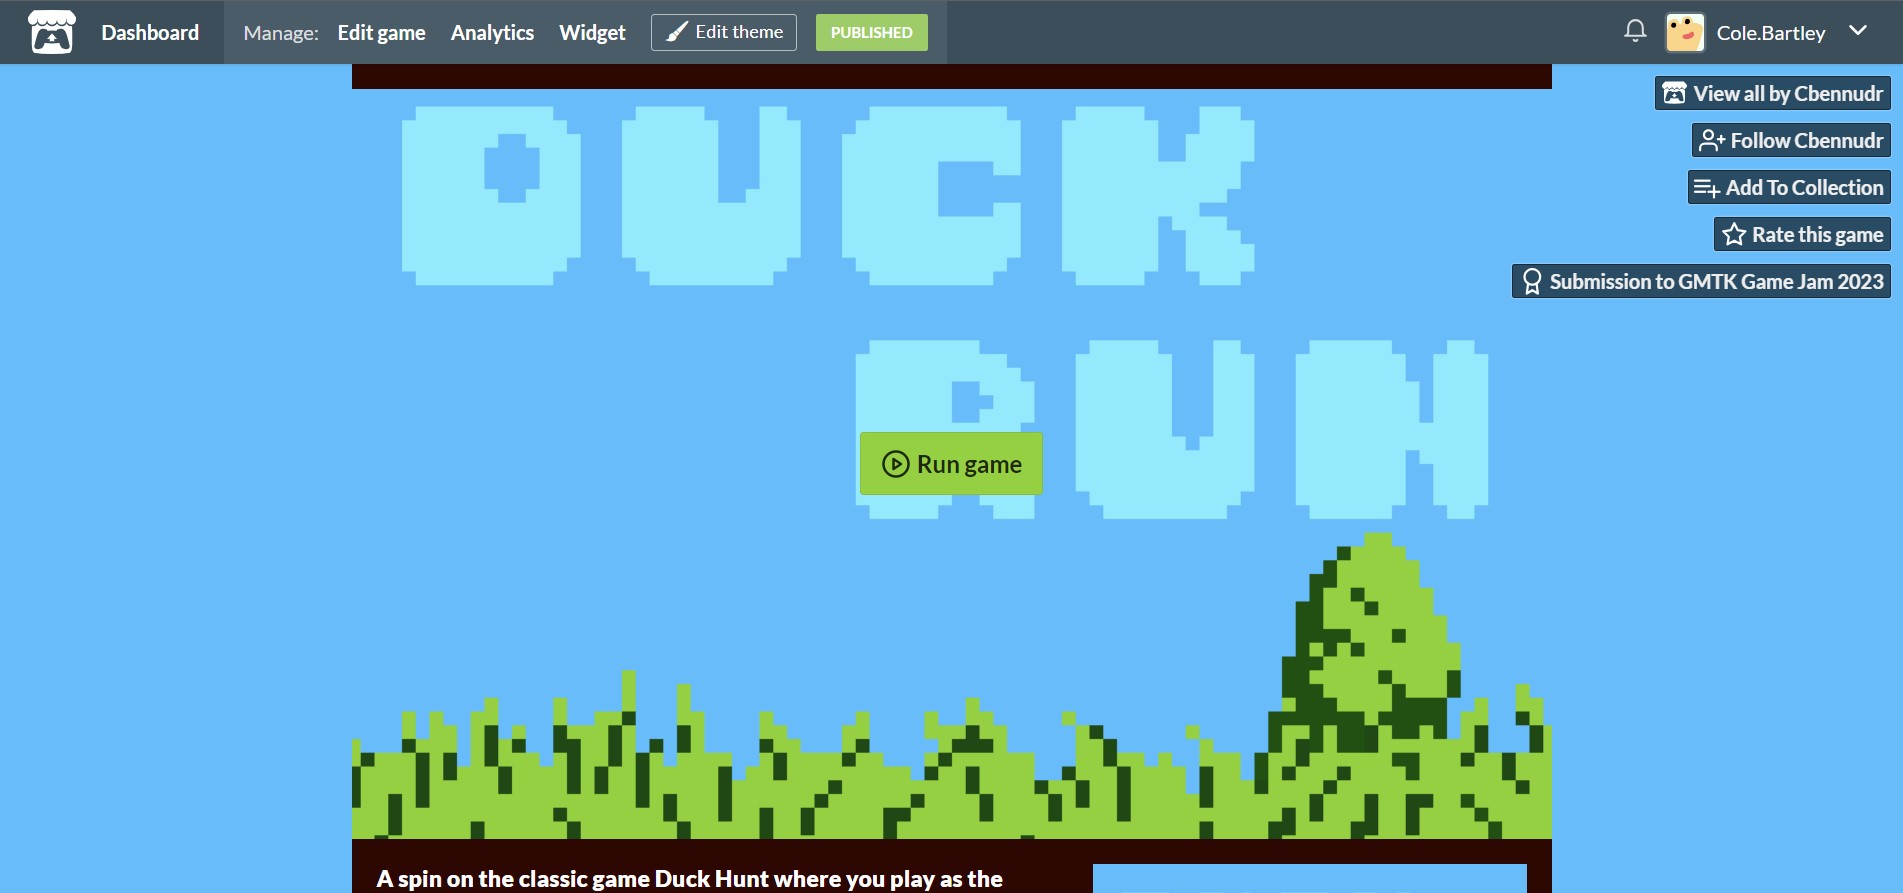 Dashboard Manage: Edit game Analytics Widget Edit theme PUBLISHED Cole.Bartley
View all by Cbennudr
Follow Cbennudr
Add To Collection
Rate this game
Submission to GMTK Game Jam 2023
DUCK
RUN
Run game
A spin on the classic game Duck Hunt where you play as the